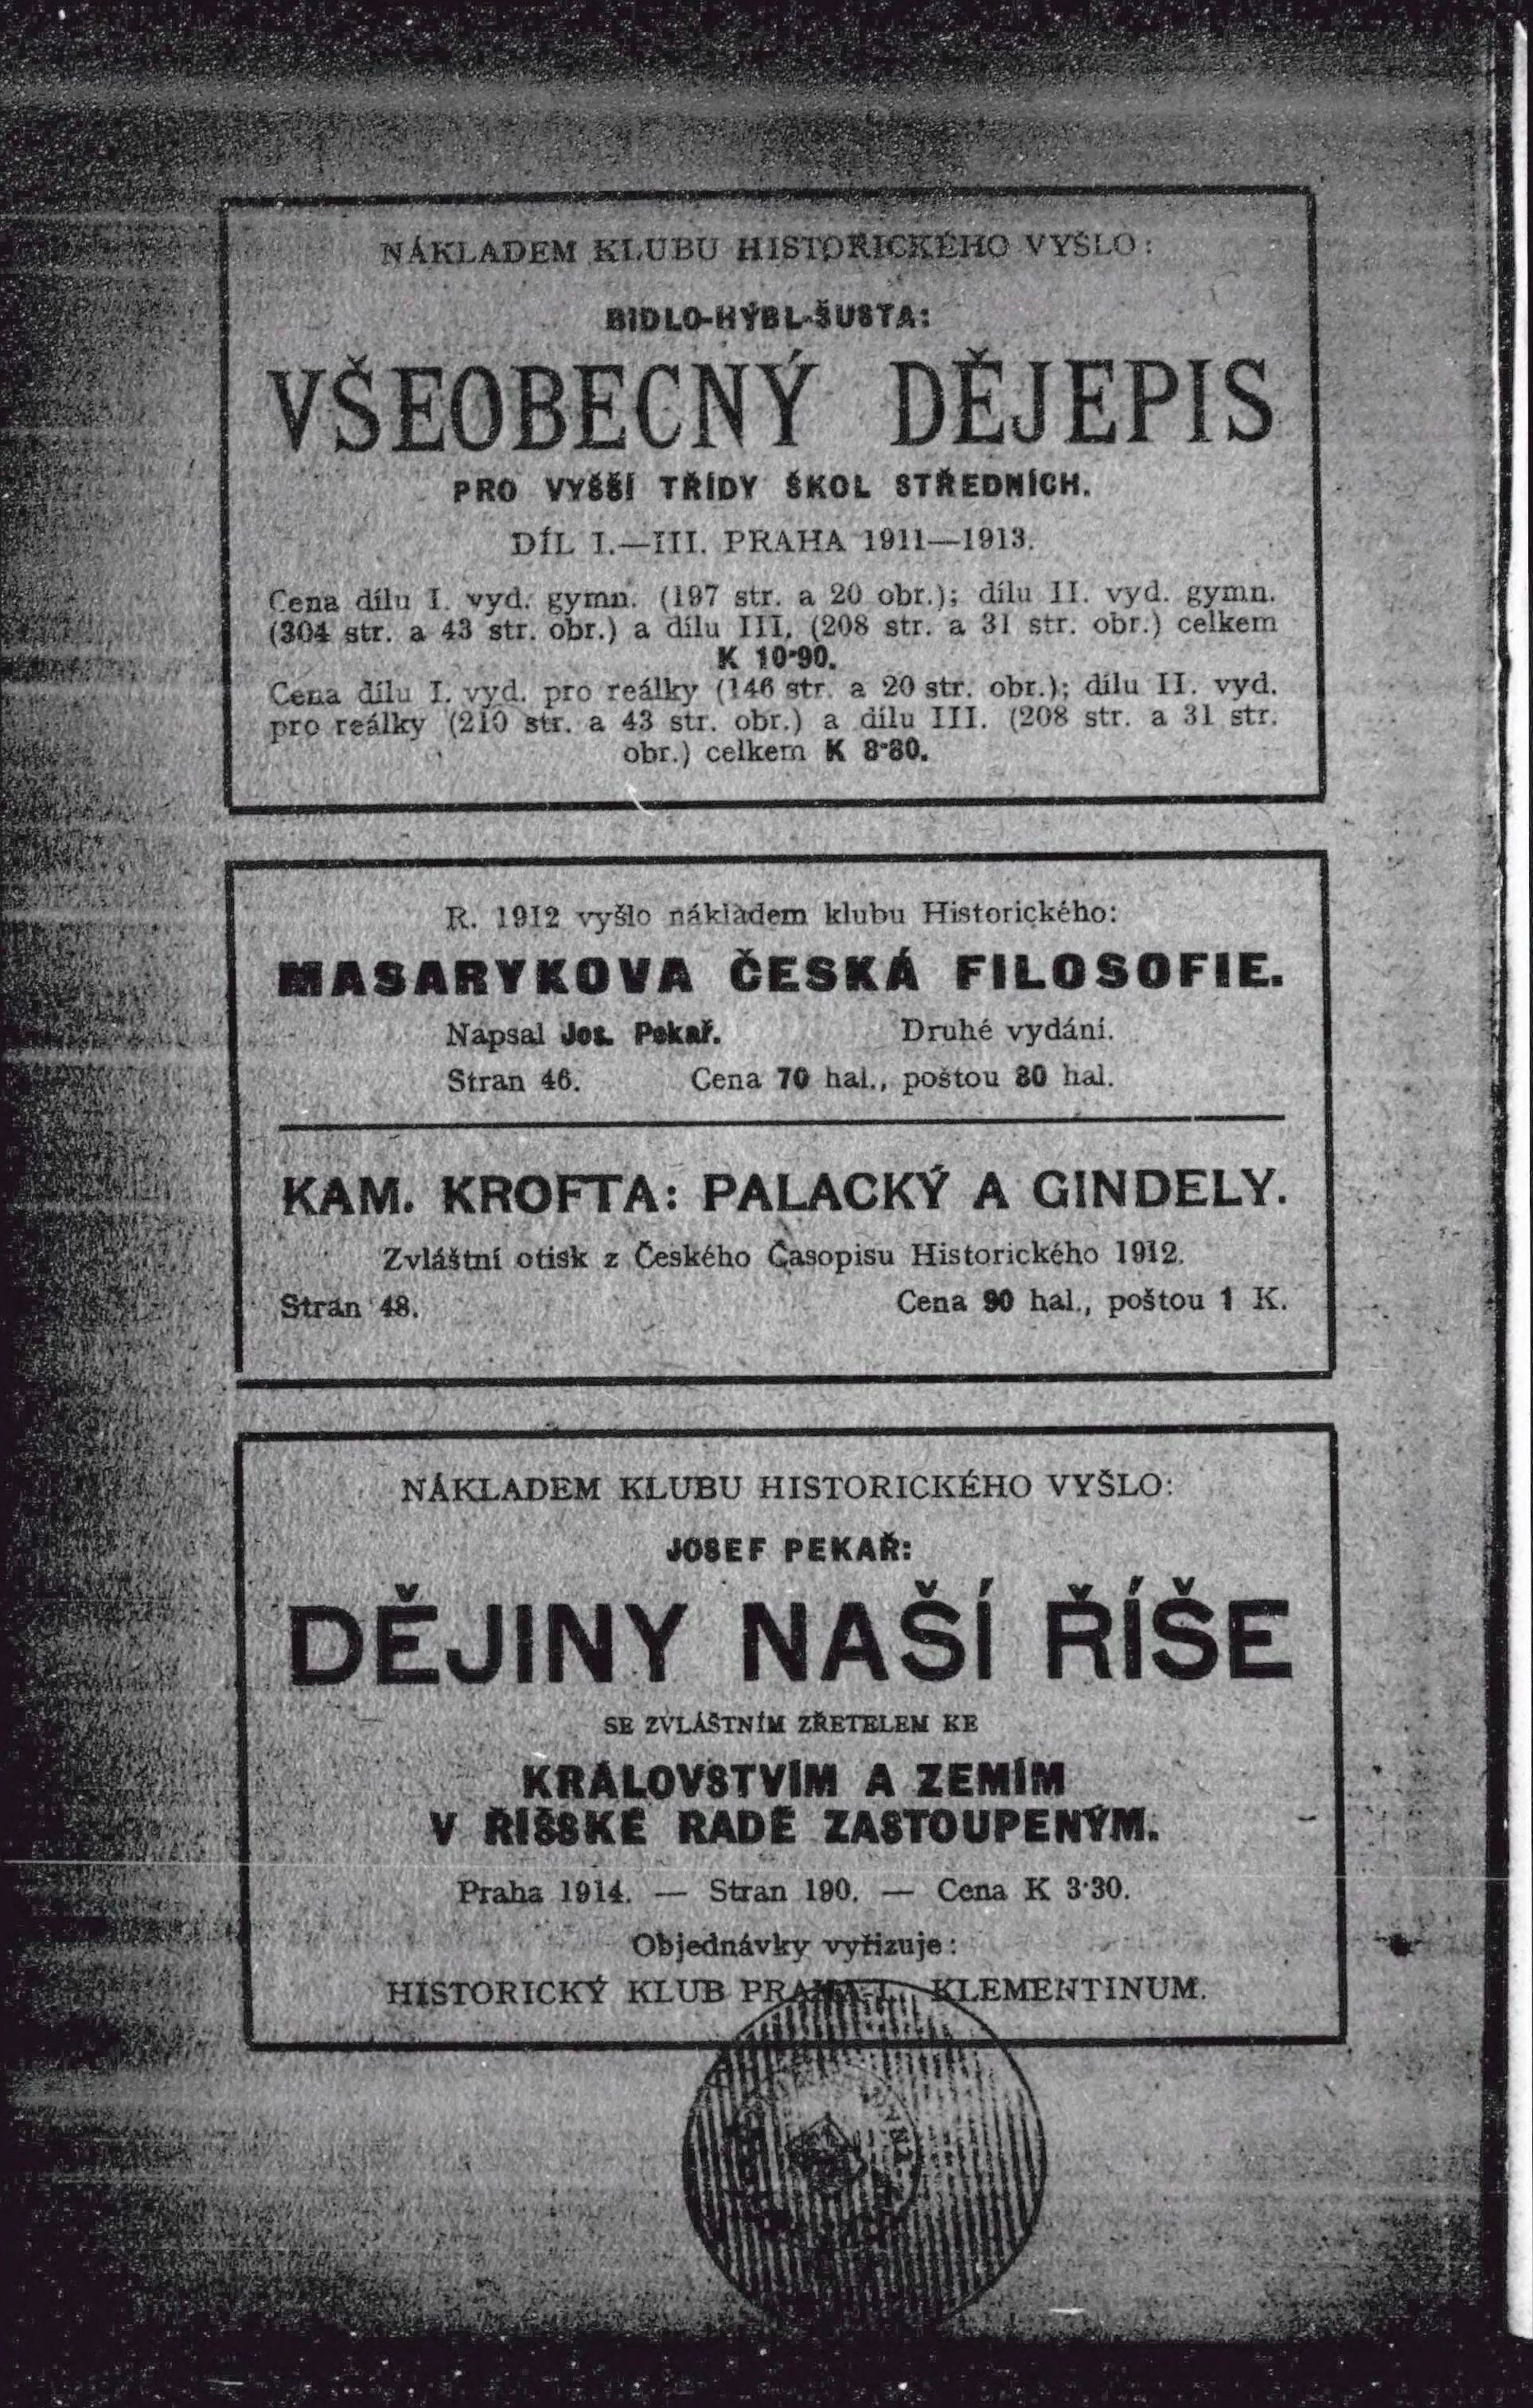 NÁKLADEM KLUBU HISTORICKÉHO VYŠLO:
BIDLO-HÝBL-ŠUSTA:
VŠEOBECNÝ DĚJEPIS
PRO VYŠŠÍ TŘÍDY ŠKOL STŘEDNÍCH.
DÍL I.—III. PRAHA 1911—1913.
Cena dílu I. vyd. gymn. (197 str. a 20 obr.); dílu II. vyd. gymn.
(304 str. a 43 str. obr.) a dílu III. (208 str. a 31 str. obr.) celkem
K 10·90.
Cena dílu I. vyd. pro reálky (146 str. a 20 str. obr.); dílu II. vyd.
pro reálky (210 str. a 43 str. obr.) a dílu III. (208 str. a 31 str.
obr.) celkem K 8·80.
R. 1912 vyšlo nákladem klubu Historického:
MASARYKOVA ČESKÁ FILOSOFIE.
Napsal Jos. Pekař. Druhé vydání.
Stran 46. Cena 70 hal., poštou 80 hal.
KAM. KROFTA: PALACKÝ A GINDELY.
Zvláštní otisk z Českého Časopisu Historického 1912.
Stran 48. Cena 90 hal., poštou 1 K.
NÁKLADEM KLUBU HISTORICKÉHO VYŠLO:
JOSEF PEKAŘ:
DĚJINY NAŠÍ ŘÍŠE
SE ZVLÁŠTNÍM ZŘETELEM KE
KRÁLOVSTVÍM A ZEMÍM
V ŘÍŠSKÉ RADĚ ZASTOUPENÝM.
Praha 1914. — Stran 190. — Cena K 3·30.
Objednávky vyřizuje:
HISTORICKÝ KLUB PRAHA-I. KLEMENTINUM.